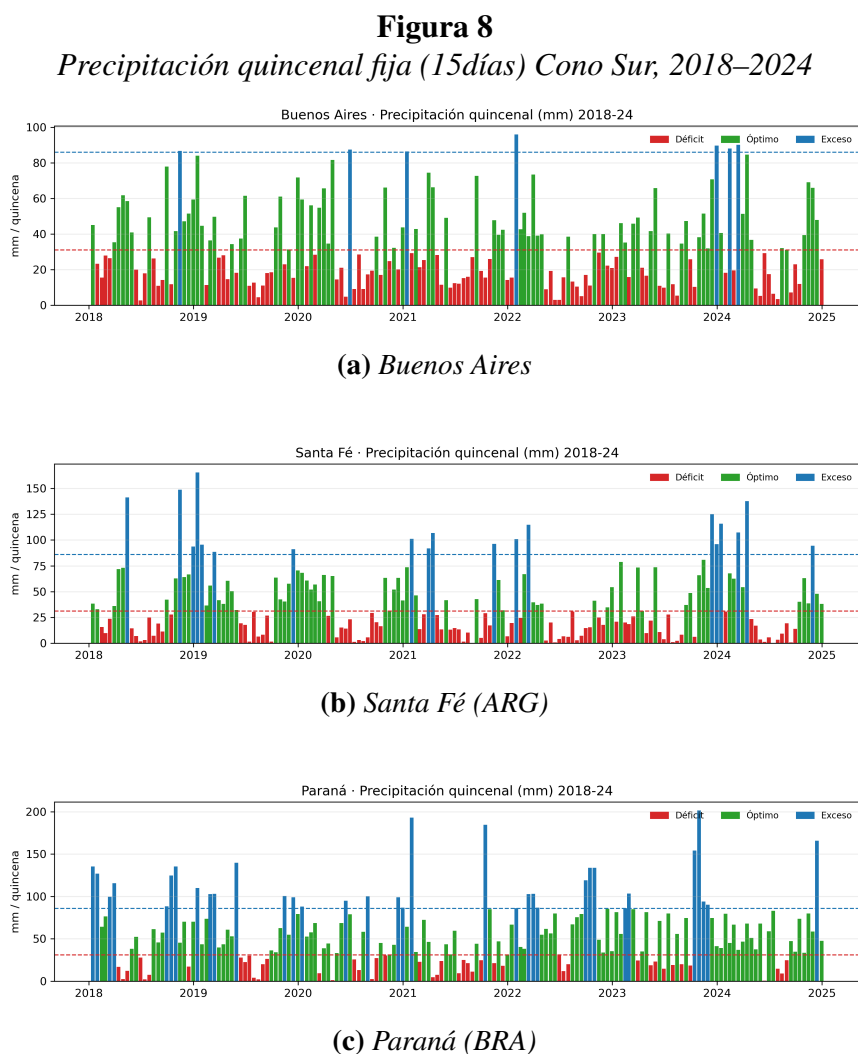 Figura 8
Precipitación quincenal fija (15días) Cono Sur, 2018–2024
Buenos Aires · Precipitación quincenal (mm) 2018-24
Déficit Óptimo Exceso
mm / quincena
100
80
60
40
20
0
2018 2019 2020 2021 2022 2023 2024 2025
(a) Buenos Aires
Santa Fé · Precipitación quincenal (mm) 2018-24
Déficit Óptimo Exceso
mm / quincena
150
125
100
75
50
25
0
2018 2019 2020 2021 2022 2023 2024 2025
(b) Santa Fé (ARG)
Paraná · Precipitación quincenal (mm) 2018-24
Déficit Óptimo Exceso
mm / quincena
200
150
100
50
0
2018 2019 2020 2021 2022 2023 2024 2025
(c) Paraná (BRA)